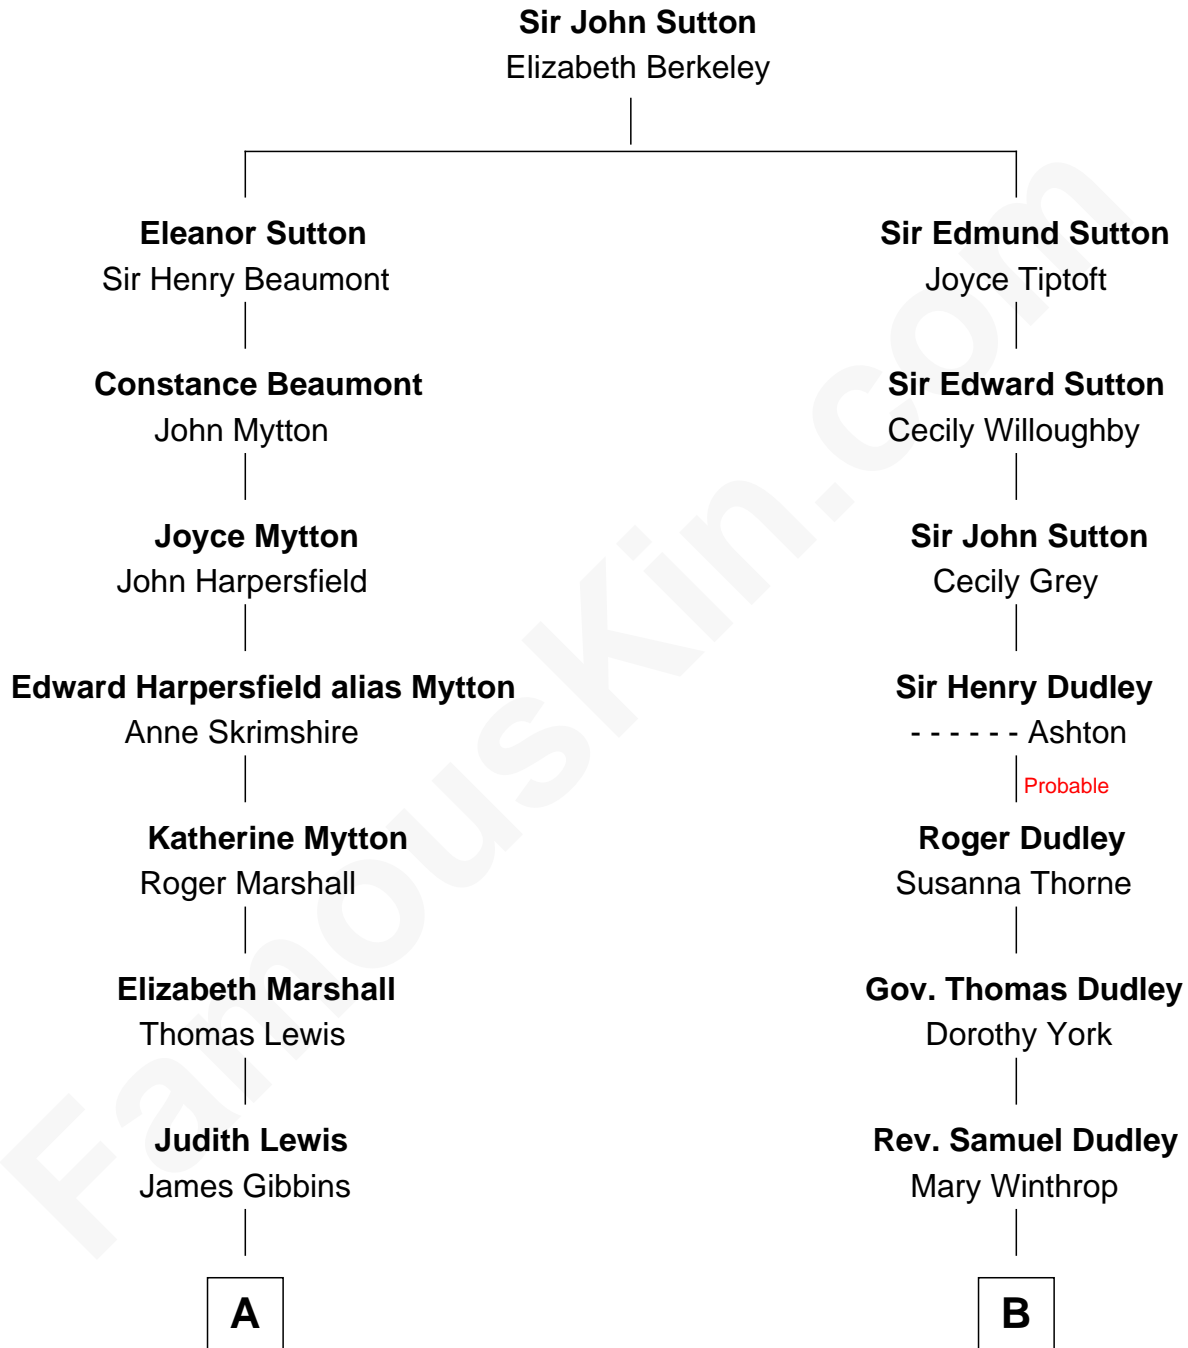 Sir John Sutton
Elizabeth Berkeley
Eleanor Sutton
Sir Henry Beaumont
Constance Beaumont
John Mytton
Joyce Mytton
John Harpersfield
Edward Harpersfield alias Mytton
Anne Skrimshire
Katherine Mytton
Roger Marshall
Elizabeth Marshall
Thomas Lewis
Judith Lewis
James Gibbins
A
Sir Edmund Sutton
Joyce Tiptoft
Sir Edward Sutton
Cecily Willoughby
Sir John Sutton
Cecily Grey
Sir Henry Dudley
- - - - - - Ashton
Probable
Roger Dudley
Susanna Thorne
Gov. Thomas Dudley
Dorothy York
Rev. Samuel Dudley
Mary Winthrop
B
FamousKin.com